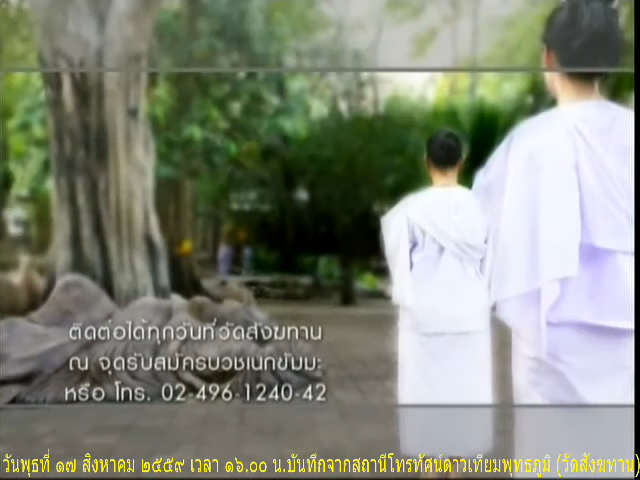 ติดต่อได้ทุกวันที่วัดสังฆทาน
ณ จุดรับสมัครบวชเนกขัมมะ
หรือ โทร. 02-496-1240-42
วันพุธที่ ๑๗ สิงหาคม ๒๕๕๙ เวลา ๑๖.๐๐ น.บันทึกจากสถานีโทรทัศน์ดาวเทียมพุทธภูมิ (วัดสังฆทาน)